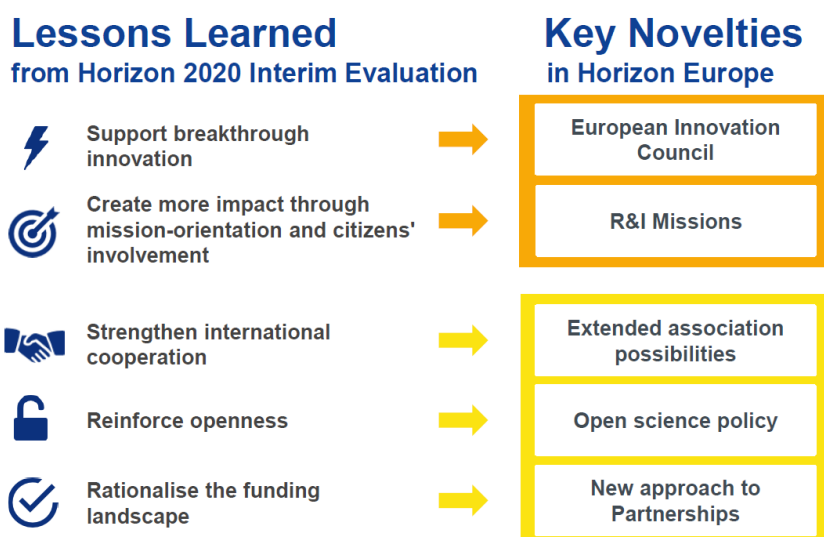 Lessons Learned
from Horizon 2020 Interim Evaluation
Key Novelties
in Horizon Europe
Support breakthrough
innovation
European Innovation
Council
Create more impact through
mission-orientation and citizens'
involvement
R&I Missions
Strengthen international
cooperation
Extended association
possibilities
Reinforce openness
Open science policy
Rationalise the funding
landscape
New approach to
Partnerships